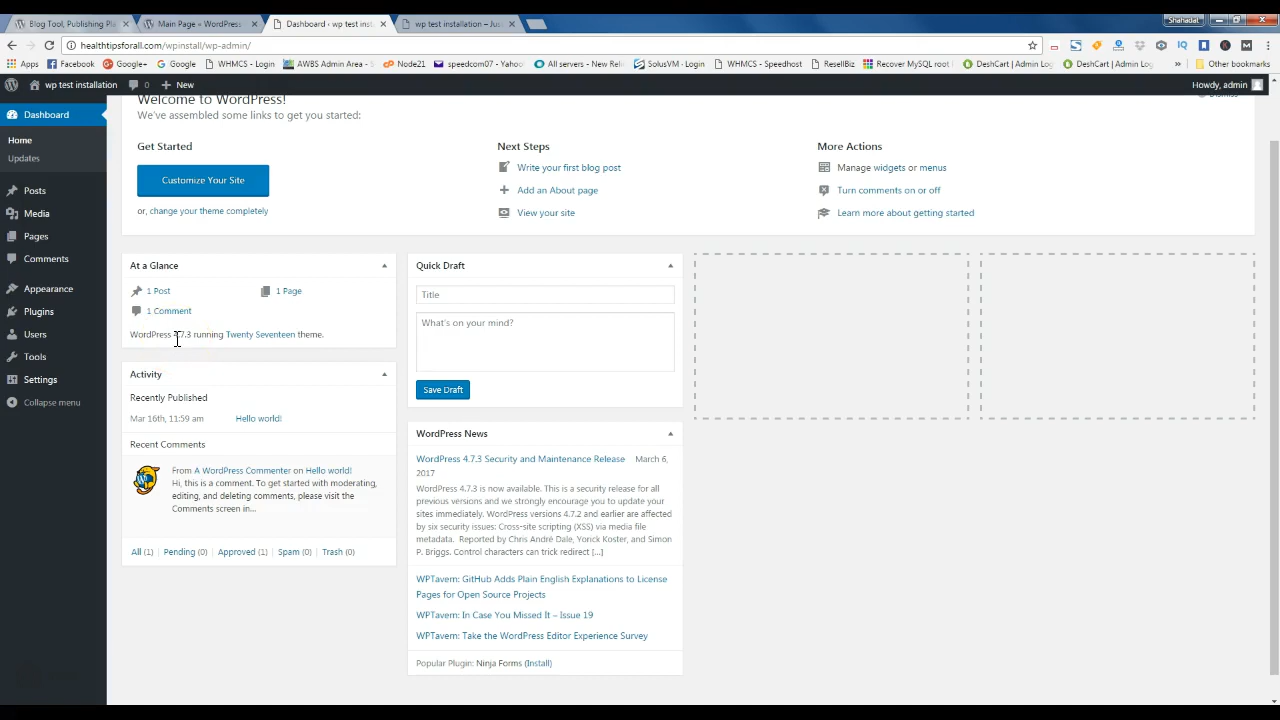 Blog Tool, Publishing Pla
Main Page « WordPress
Dashboard ‹ wp test inst
wp test installation – Jus
Shahadat
healthtipsforall.com/wpinstall/wp-admin/
Apps
Facebook
Google+
Google
WHMCS - Login
AWBS Admin Area - S
Node21
speedcom07 - Yahoo
All services - New Reli
SolusVM - Login
WHMCS - Speedhost
ResellBiz
Recover MySQL root
DeshCart | Admin Log
DeshCart | Admin Log
»
Other bookmarks
wp test installation
0
New
Howdy, admin
Dashboard
Home
Updates
Posts
Media
Pages
Comments
Appearance
Plugins
Users
Tools
Settings
Collapse menu
Welcome to WordPress!
Dismiss
We've assembled some links to get you started:
Get Started
Customize Your Site
or, change your theme completely
Next Steps
Write your first blog post
Add an About page
View your site
More Actions
Manage widgets or menus
Turn comments on or off
Learn more about getting started
At a Glance
1 Post
1 Page
1 Comment
WordPress 4.7.3 running Twenty Seventeen theme.
Activity
Recently Published
Mar 16th, 11:59 am
Hello world!
Recent Comments
From A WordPress Commenter on Hello world!
Hi, this is a comment. To get started with moderating,
editing, and deleting comments, please visit the
Comments screen in...
All (1) | Pending (0) | Approved (1) | Spam (0) | Trash (0)
Quick Draft
Title
What's on your mind?
Save Draft
WordPress News
WordPress 4.7.3 Security and Maintenance Release March 6,
2017
WordPress 4.7.3 is now available. This is a security release for all
previous versions and we strongly encourage you to update your
sites immediately. WordPress versions 4.7.2 and earlier are affected
by six security issues: Cross-site scripting (XSS) via media file
metadata. Reported by Chris André Dale, Yorick Koster, and Simon
P. Briggs. Control characters can trick redirect [...]
WPTavern: GitHub Adds Plain English Explanations to License
Pages for Open Source Projects
WPTavern: In Case You Missed It – Issue 19
WPTavern: Take the WordPress Editor Experience Survey
Popular Plugin: Ninja Forms (Install)